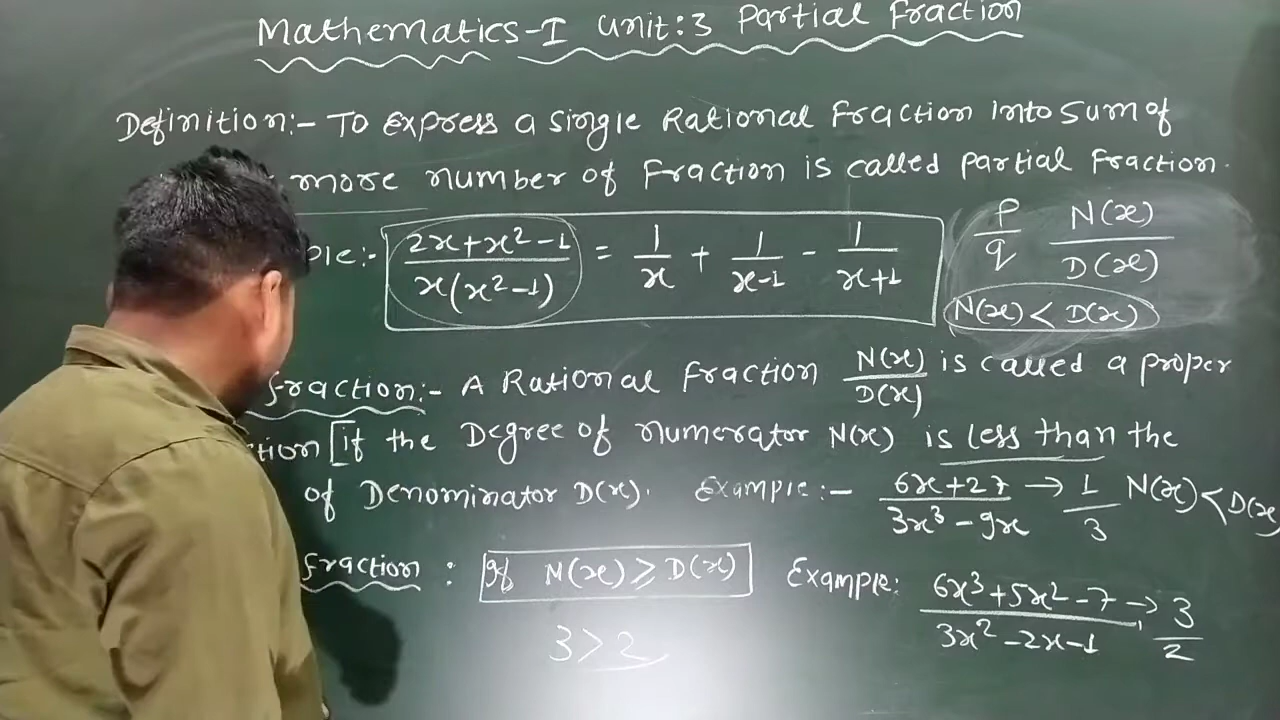 Mathematics-I Unit:3 Partial Fraction
Definition:- To Express a Single Rational Fraction into Sum of
more number of Fraction is called Partial Fraction.
ple:- (2x+x²-1)/(x(x²-1)) = 1/x + 1/(x-1) - 1/(x+1)
P/q N(x)/D(x)
N(x) < D(x)
fraction:- A Rational Fraction N(x)/D(x) is called a proper
ction [if the Degree of numerator N(x) is less than the
of Denominator D(x). Example:- (6x+27)/(3x³-9x) → 1/3 N(x) < D(x
fraction : If N(x) ≥ D(x) Example: (6x³+5x²-7)/(3x²-2x-1) → 3/2
3>2